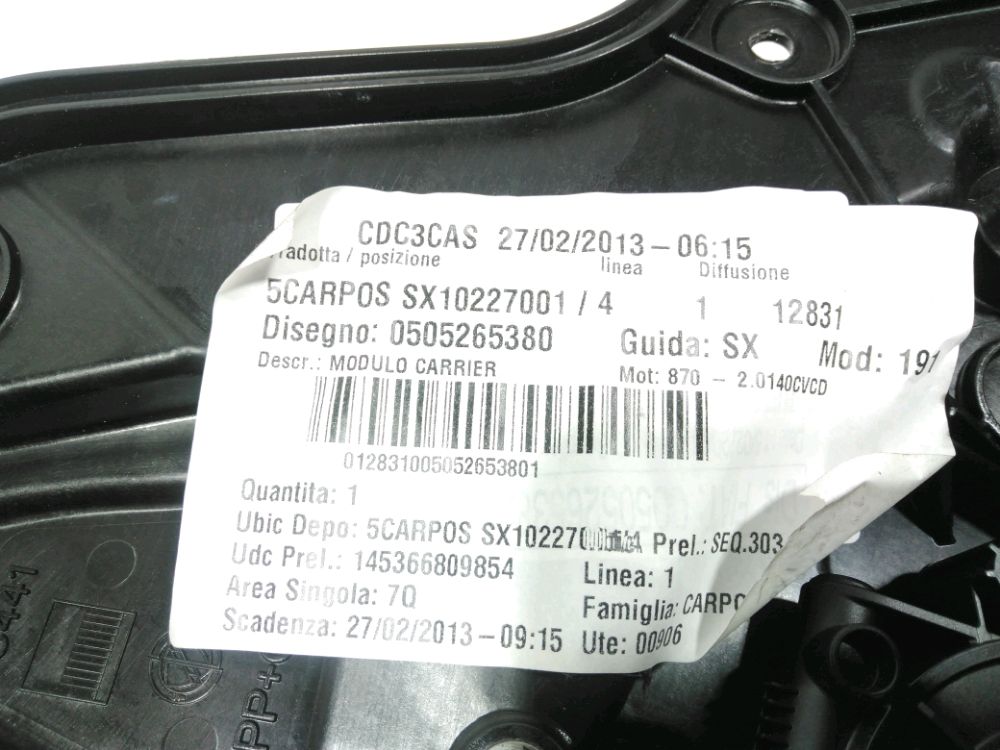 CDC3CAS 27/02/2013 – 06:15
Tradotta / posizione linea Diffusione
5CARPOS SX10227001 / 4 1 12831
Disegno: 0505265380 Guida: SX Mod: 191
Descr.: MODULO CARRIER Mot: 870 – 2.0140CVCD
012831005052653801
Quantita: 1
Ubic Depo: 5CARPOS Prel.: SEQ.303
Udc Prel.: 145366809854 Linea: 1
Area Singola: 7Q Famiglia: CARPO
Scadenza: 27/02/2013 – 09:15 Ute: 00906